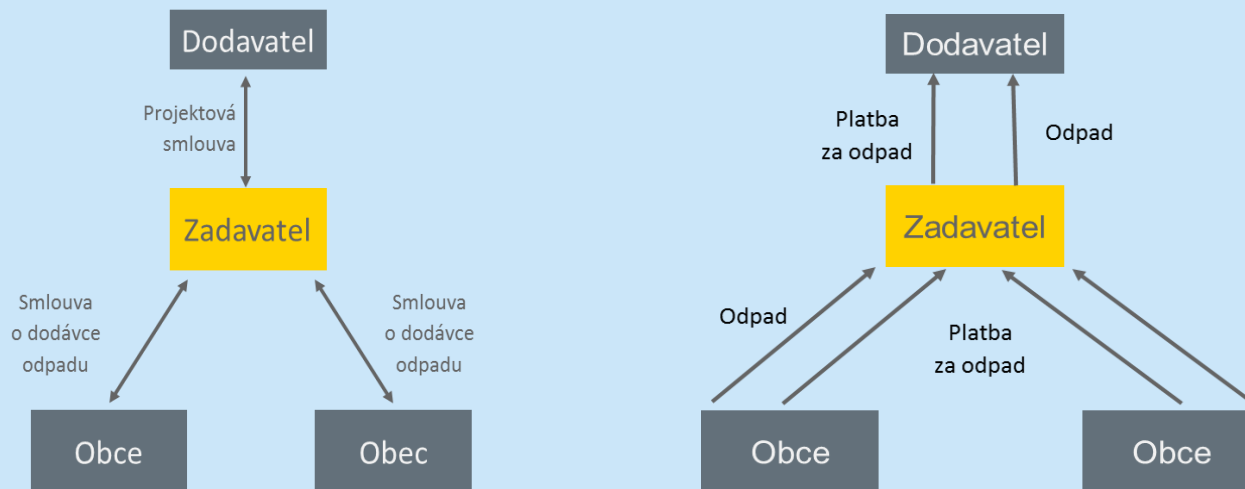 Dodavatel
Projektová
smlouva
Zadavatel
Smlouva
o dodávce
odpadu
Smlouva
o dodávce
odpadu
Obce
Obec
Dodavatel
Platba
za odpad
Odpad
Zadavatel
Odpad
Platba
za odpad
Obce
Obce